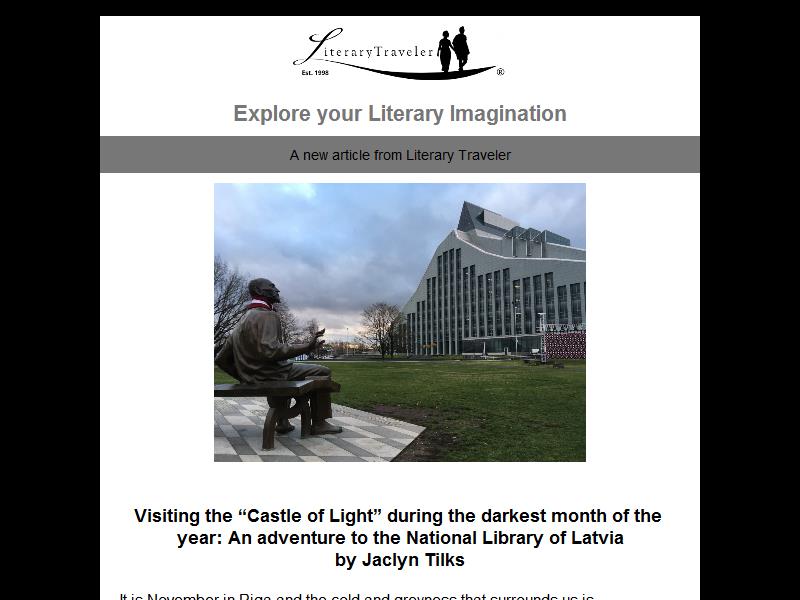 LiteraryTraveler
Est. 1998 ®
Explore your Literary Imagination
A new article from Literary Traveler
Visiting the “Castle of Light” during the darkest month of the
year: An adventure to the National Library of Latvia
by Jaclyn Tilks
It is November in Riga and the cold and greyness that surrounds us is